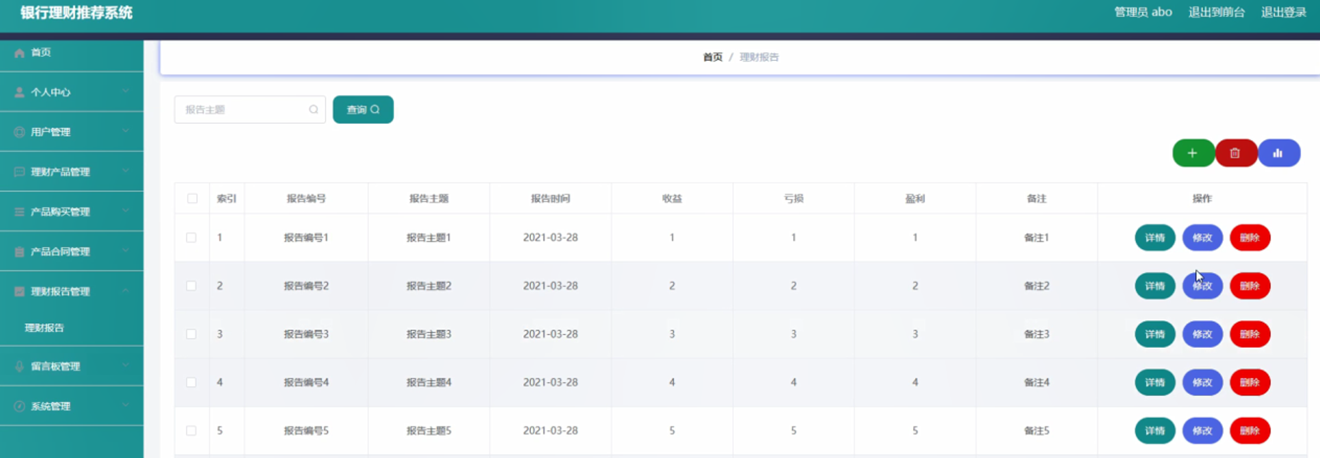 银行理财推荐系统
管理员 abo 退出到前台 退出登录
首页
个人中心
用户管理
理财产品管理
产品购买管理
产品合同管理
理财报告管理
理财报告
留言板管理
系统管理
首页 / 理财报告
报告主题 查询
索引 报告编号 报告主题 报告时间 收益 亏损 盈利 备注 操作
1 报告编号1 报告主题1 2021-03-28 1 1 1 备注1 详情 修改 删除
2 报告编号2 报告主题2 2021-03-28 2 2 2 备注2 详情 修改 删除
3 报告编号3 报告主题3 2021-03-28 3 3 3 备注3 详情 修改 删除
4 报告编号4 报告主题4 2021-03-28 4 4 4 备注4 详情 修改 删除
5 报告编号5 报告主题5 2021-03-28 5 5 5 备注5 详情 修改 删除